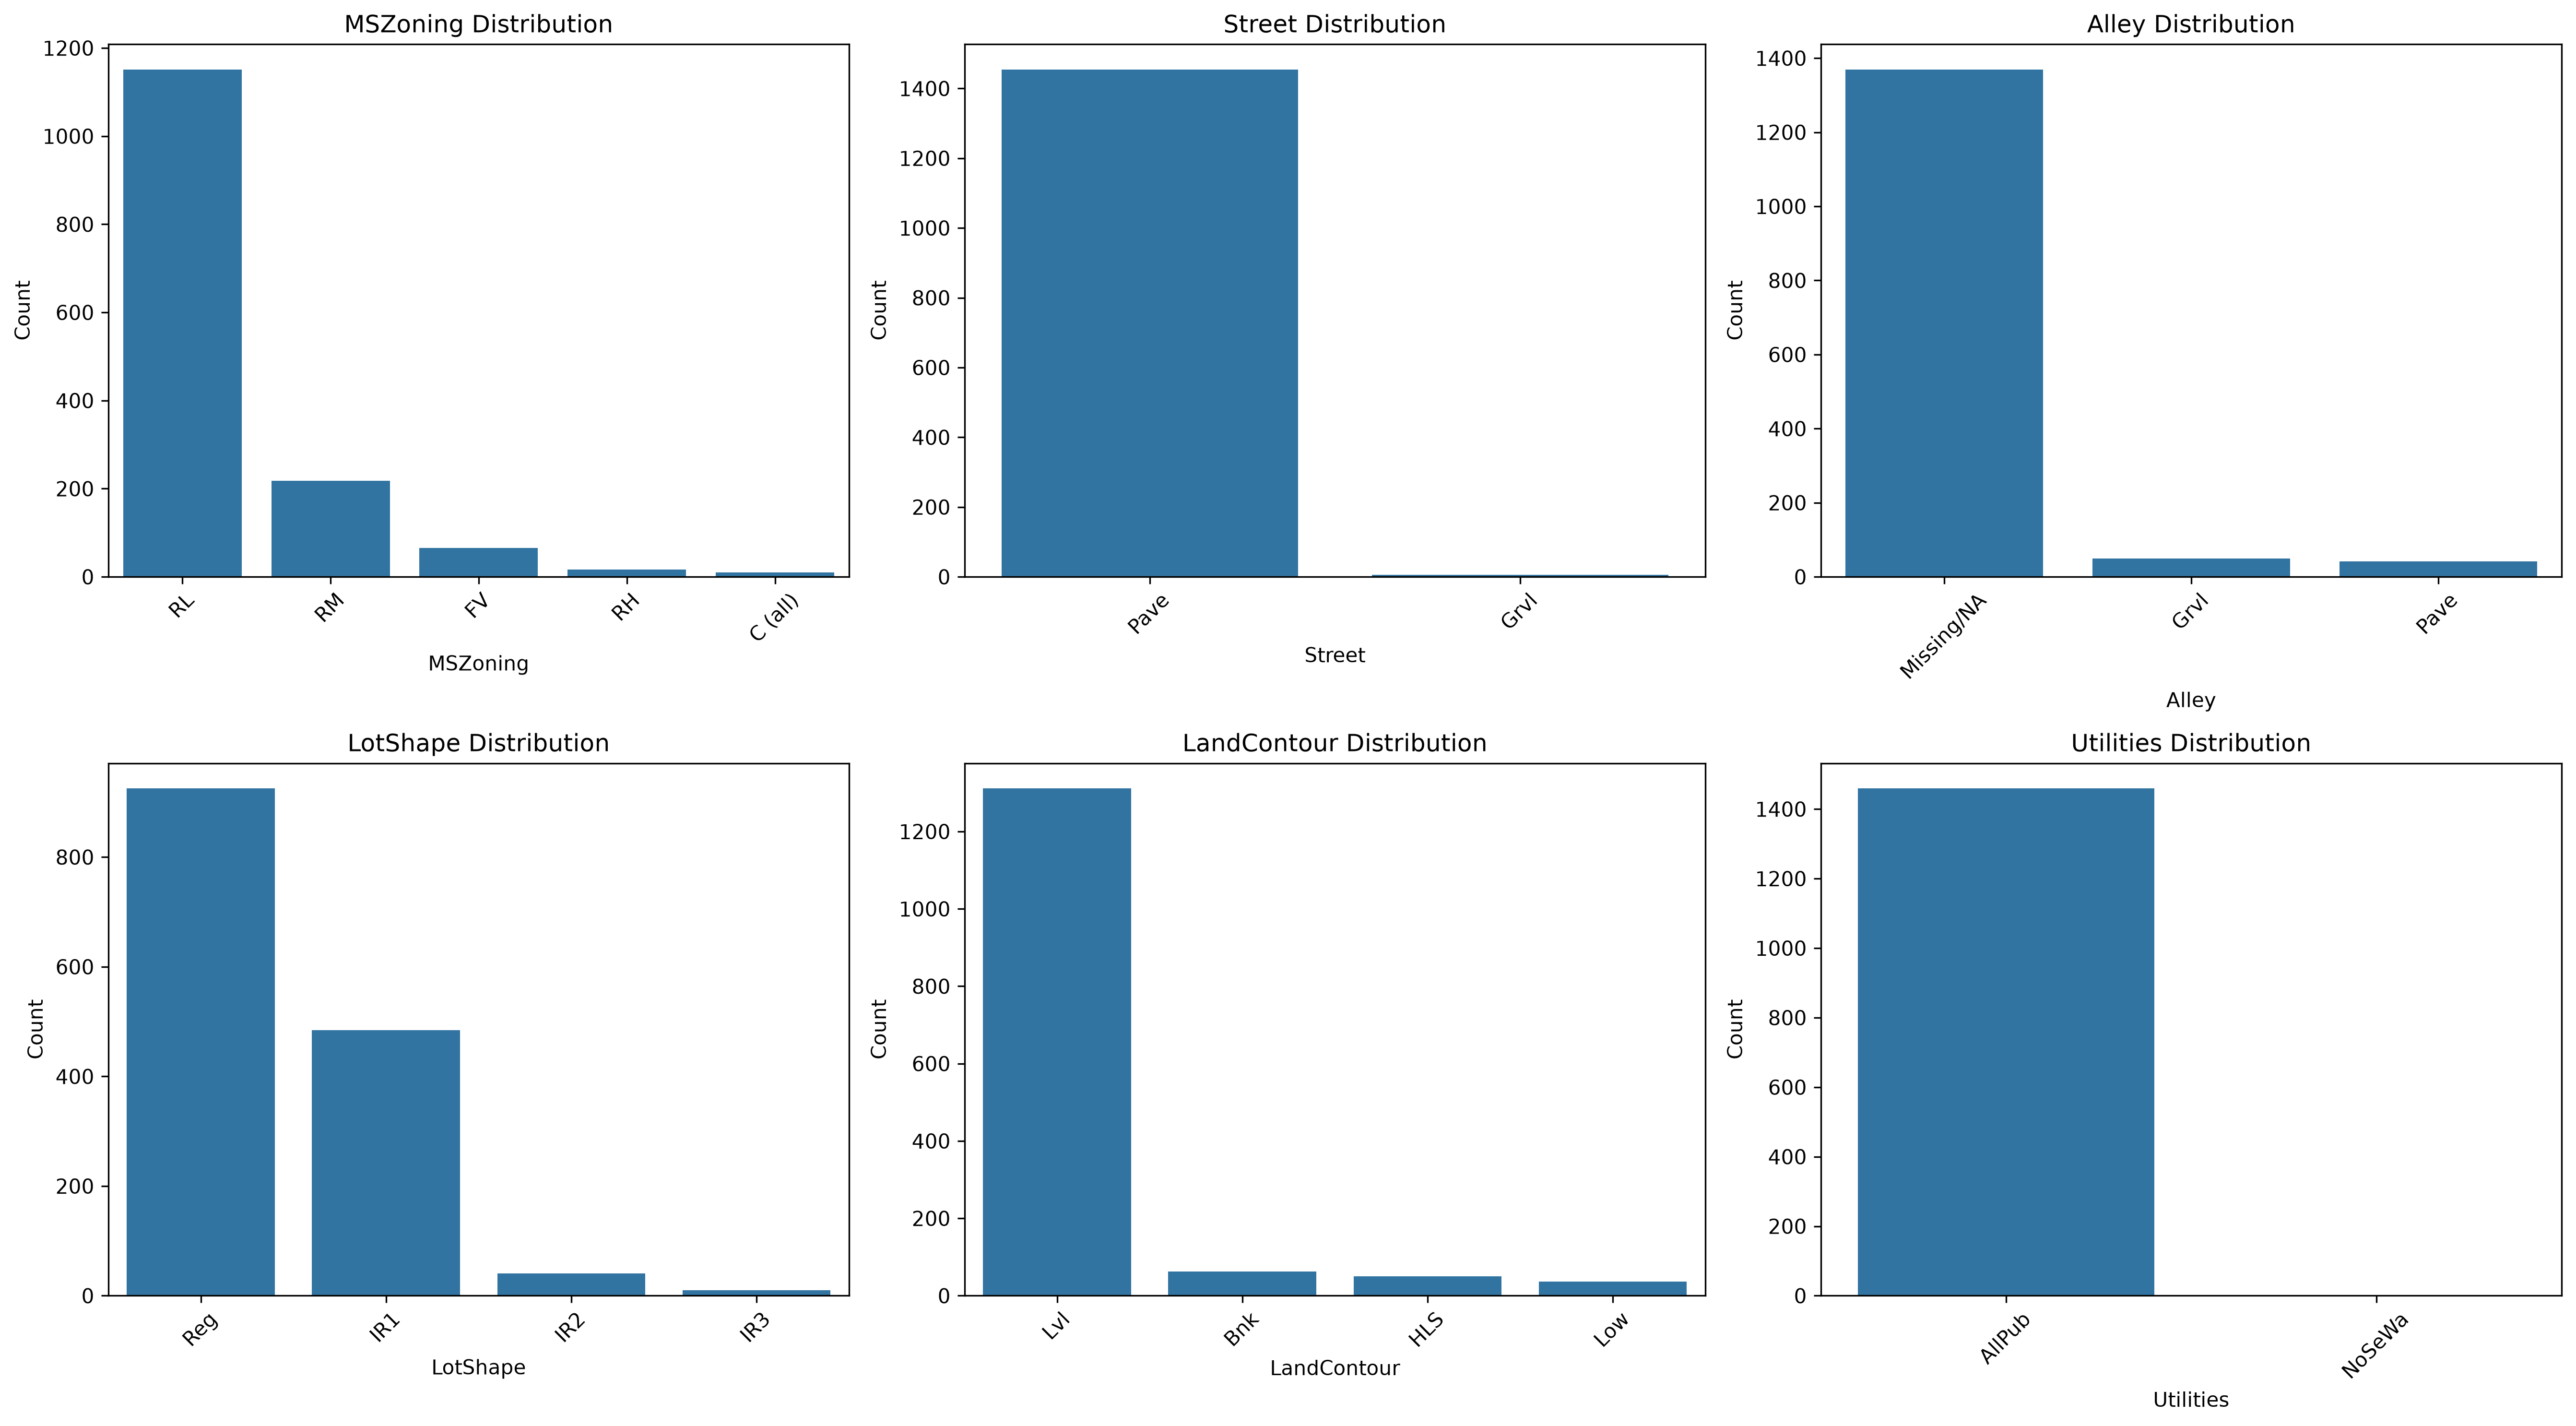 MSZoning Distribution
1200
1000
800
600
400
200
0
Count
RL
RM
FV
RH
C (all)
MSZoning
Street Distribution
1400
1200
1000
800
600
400
200
0
Count
Pave
Grvl
Street
Alley Distribution
1400
1200
1000
800
600
400
200
0
Count
Missing/NA
Grvl
Pave
Alley
LotShape Distribution
800
600
400
200
0
Count
Reg
IR1
IR2
IR3
LotShape
LandContour Distribution
1200
1000
800
600
400
200
0
Count
Lvl
Bnk
HLS
Low
LandContour
Utilities Distribution
1400
1200
1000
800
600
400
200
0
Count
AllPub
NoSeWa
Utilities